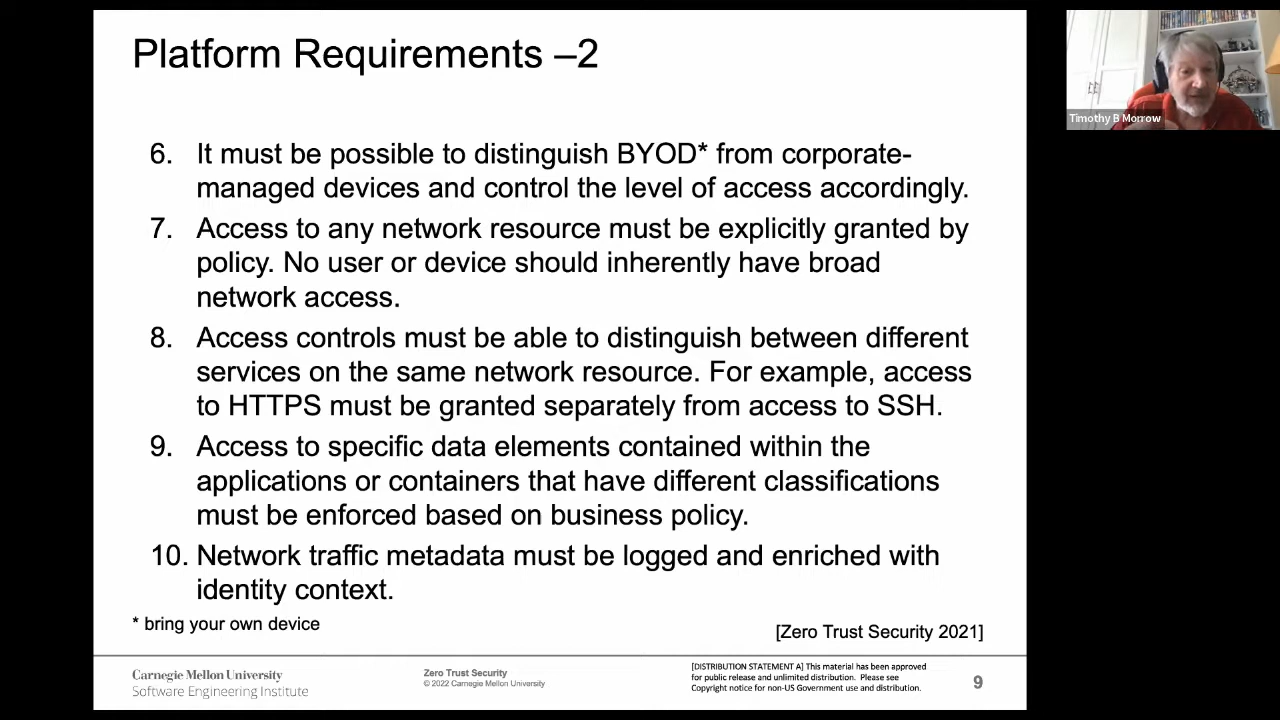 Platform Requirements –2
6. It must be possible to distinguish BYOD* from corporate-
managed devices and control the level of access accordingly.
7. Access to any network resource must be explicitly granted by
policy. No user or device should inherently have broad
network access.
8. Access controls must be able to distinguish between different
services on the same network resource. For example, access
to HTTPS must be granted separately from access to SSH.
9. Access to specific data elements contained within the
applications or containers that have different classifications
must be enforced based on business policy.
10. Network traffic metadata must be logged and enriched with
identity context.
* bring your own device
[Zero Trust Security 2021]
Carnegie Mellon University
Software Engineering Institute
Zero Trust Security
© 2022 Carnegie Mellon University
[DISTRIBUTION STATEMENT A] This material has been approved
for public release and unlimited distribution. Please see
Copyright notice for non-US Government use and distribution.
9
Timothy B Morrow